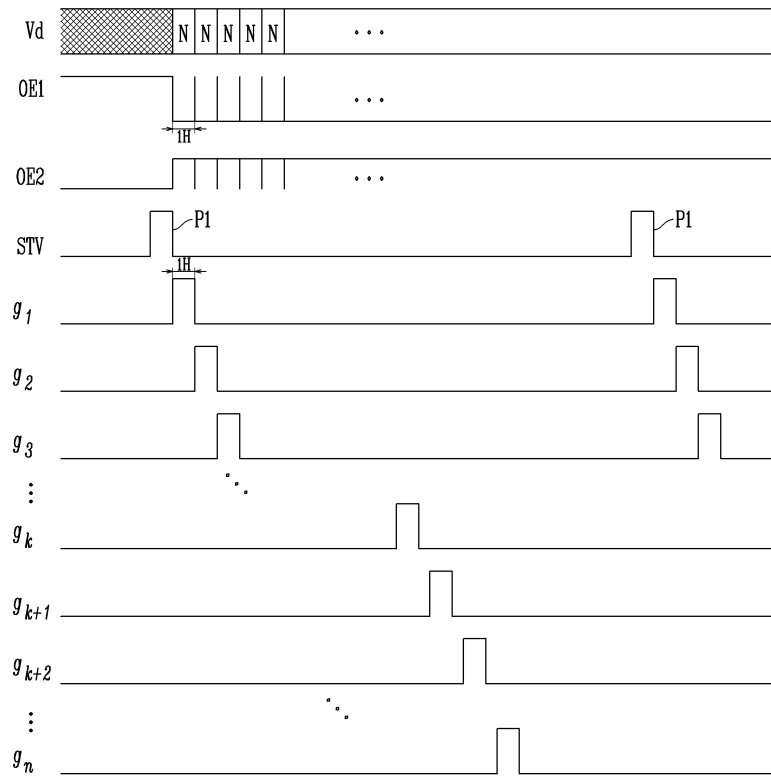 Vd N N N N N
OE1
1H
OE2
STV P1 P1
1H
g1
g2
g3
gk
gk+1
gk+2
gn